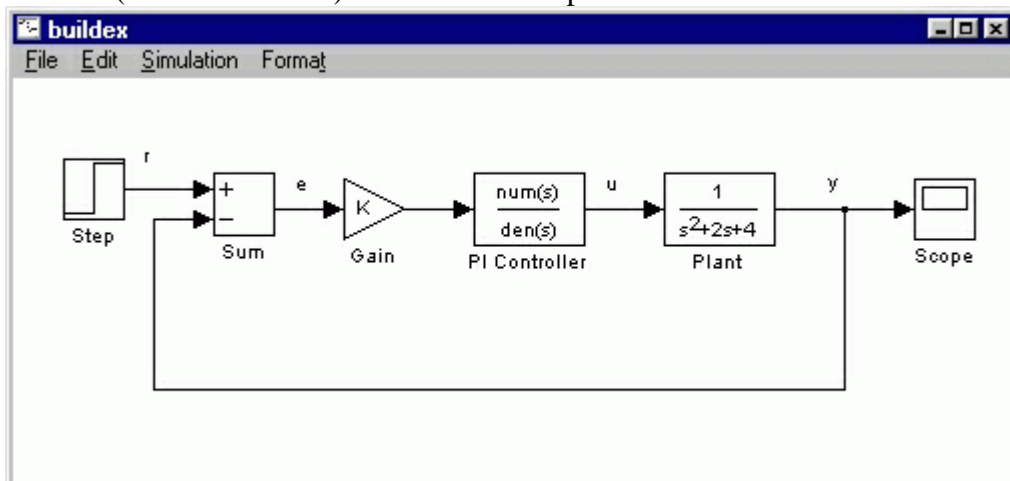 buildex
File Edit Simulation Format
r
e
u
y
+
−
K
num(s)
den(s)
1
s2+2s+4
Step
Sum
Gain
PI Controller
Plant
Scope